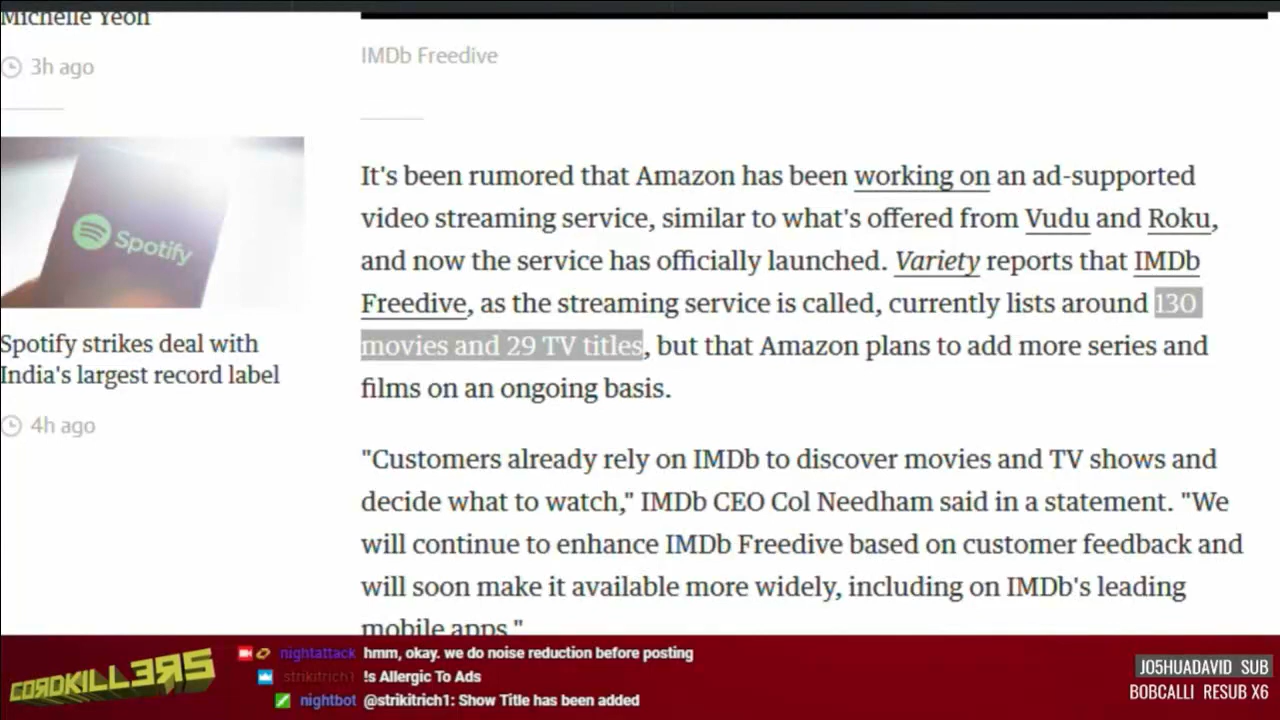 Michelle Yeon
3h ago
Spotify
Spotify strikes deal with
India's largest record label
4h ago
IMDb Freedive
It's been rumored that Amazon has been working on an ad-supported
video streaming service, similar to what's offered from Vudu and Roku,
and now the service has officially launched. Variety reports that IMDb
Freedive, as the streaming service is called, currently lists around 130
movies and 29 TV titles, but that Amazon plans to add more series and
films on an ongoing basis.
"Customers already rely on IMDb to discover movies and TV shows and
decide what to watch," IMDb CEO Col Needham said in a statement. "We
will continue to enhance IMDb Freedive based on customer feedback and
will soon make it available more widely, including on IMDb's leading
mobile apps."
CORDKILLERS
nightattack hmm, okay. we do noise reduction before posting
strikitrich1 !s Allergic To Ads
nightbot @strikitrich1: Show Title has been added
JO5HUADAVID SUB
BOBCALLI RESUB X6